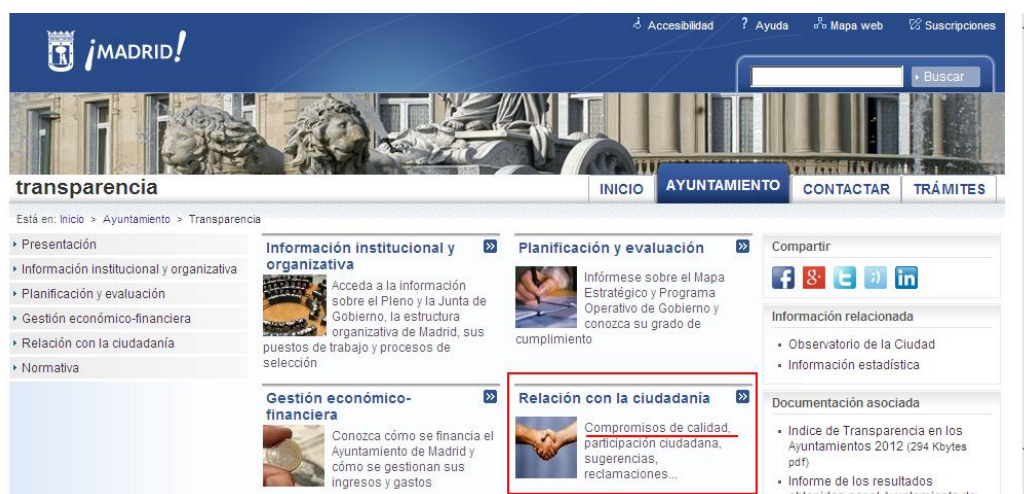 Accesibilidad
? Ayuda
Mapa web
Suscripciones
¡MADRID!
Buscar
transparencia
INICIO
AYUNTAMIENTO
CONTACTAR
TRÁMITES
Está en: Inicio > Ayuntamiento > Transparencia
Presentación
Información institucional y organizativa
Planificación y evaluación
Gestión económico-financiera
Relación con la ciudadanía
Normativa
Información institucional y
organizativa
Acceda a la información
sobre el Pleno y la Junta de
Gobierno, la estructura
organizativa de Madrid, sus
puestos de trabajo y procesos de
selección
Planificación y evaluación
Infórmese sobre el Mapa
Estratégico y Programa
Operativo de Gobierno y
conozca su grado de
cumplimiento
Gestión económico-
financiera
Conozca cómo se financia el
Ayuntamiento de Madrid y
cómo se gestionan sus
ingresos y gastos
Relación con la ciudadanía
Compromisos de calidad,
participación ciudadana,
sugerencias,
reclamaciones...
Compartir
Información relacionada
Observatorio de la Ciudad
Información estadística
Documentación asociada
Indice de Transparencia en los
Ayuntamientos 2012 (294 Kbytes
pdf)
Informe de los resultados